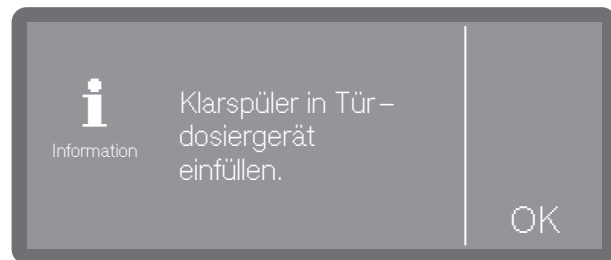 i
Information
Klarspüler in Tür–
dosiergerät
einfüllen.
OK